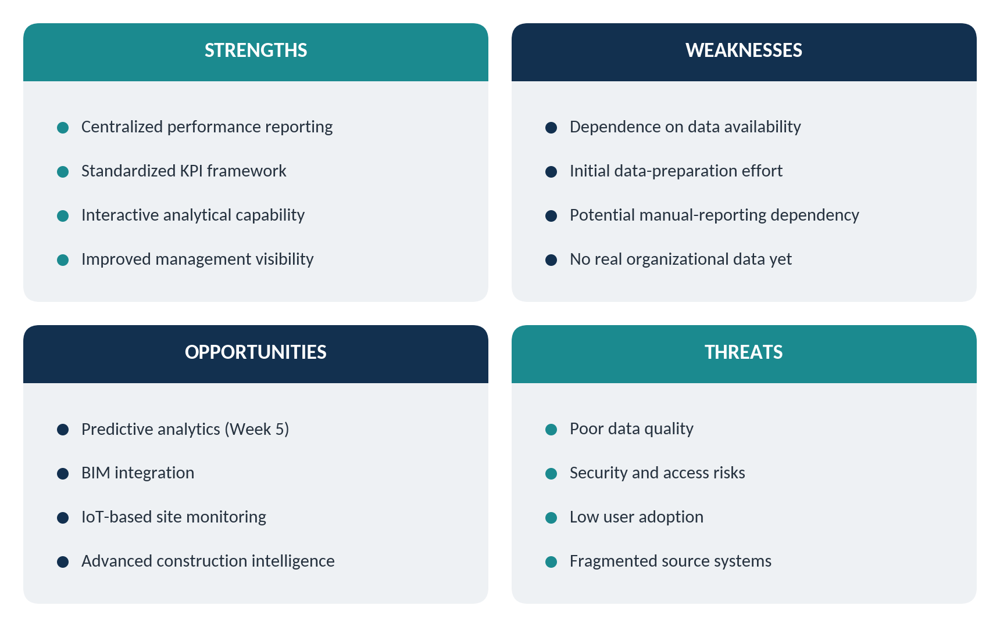 STRENGTHS
Centralized performance reporting
Standardized KPI framework
Interactive analytical capability
Improved management visibility
WEAKNESSES
Dependence on data availability
Initial data-preparation effort
Potential manual-reporting dependency
No real organizational data yet
OPPORTUNITIES
Predictive analytics (Week 5)
BIM integration
IoT-based site monitoring
Advanced construction intelligence
THREATS
Poor data quality
Security and access risks
Low user adoption
Fragmented source systems